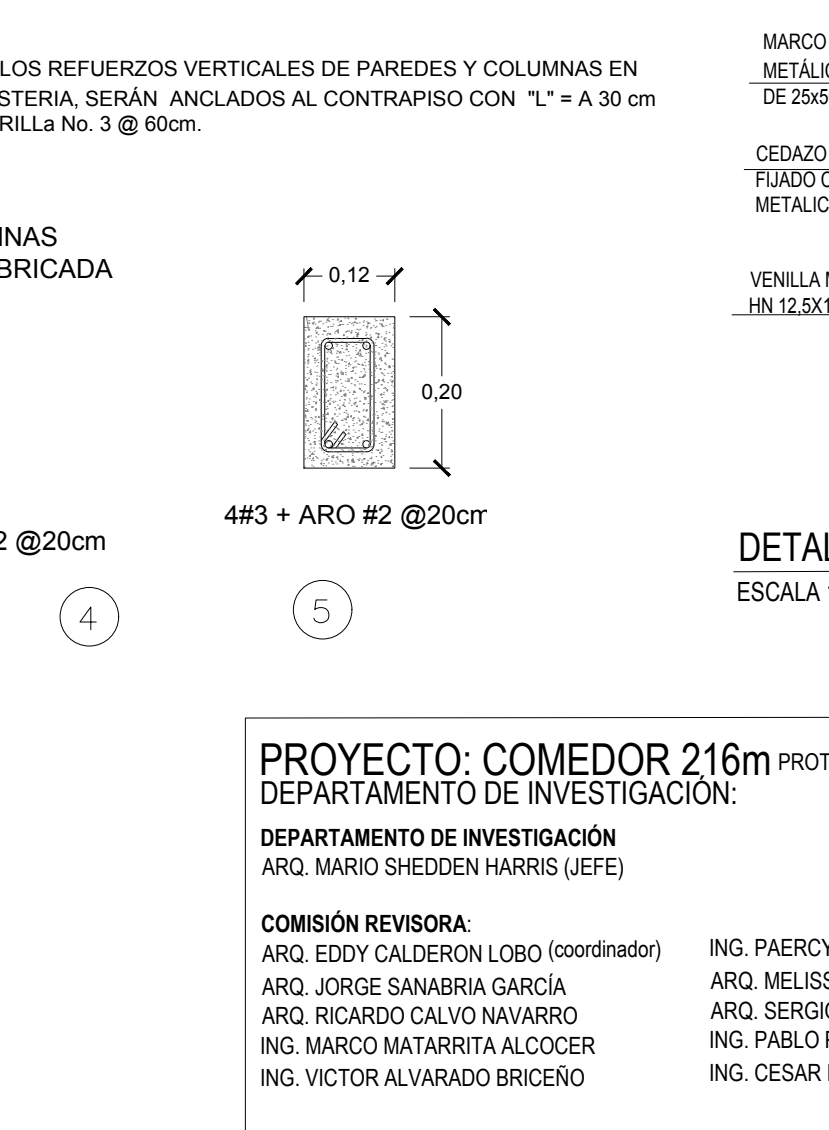 LOS REFUERZOS VERTICALES DE PAREDES Y COLUMNAS EN
STERIA, SERÁN ANCLADOS AL CONTRAPISO CON "L" = A 30 cm
RILLa No. 3 @ 60cm.
NAS
BRICADA
0,12
0,20
4#3 + ARO #2 @20cm
2 @20cm
4
5
MARCO
METÁLIC
DE 25x5
CEDAZO
FIJADO C
METALIC
VENILLA
HN 12,5X1
DETAL
ESCALA
PROYECTO: COMEDOR 216m PROT
DEPARTAMENTO DE INVESTIGACIÓN:
DEPARTAMENTO DE INVESTIGACIÓN
ARQ. MARIO SHEDDEN HARRIS (JEFE)
COMISIÓN REVISORA:
ARQ. EDDY CALDERON LOBO (coordinador)
ARQ. JORGE SANABRIA GARCÍA
ARQ. RICARDO CALVO NAVARRO
ING. MARCO MATARRITA ALCOCER
ING. VICTOR ALVARADO BRICEÑO
ING. PAERCY
ARQ. MELISS
ARQ. SERGIO
ING. PABLO
ING. CESAR